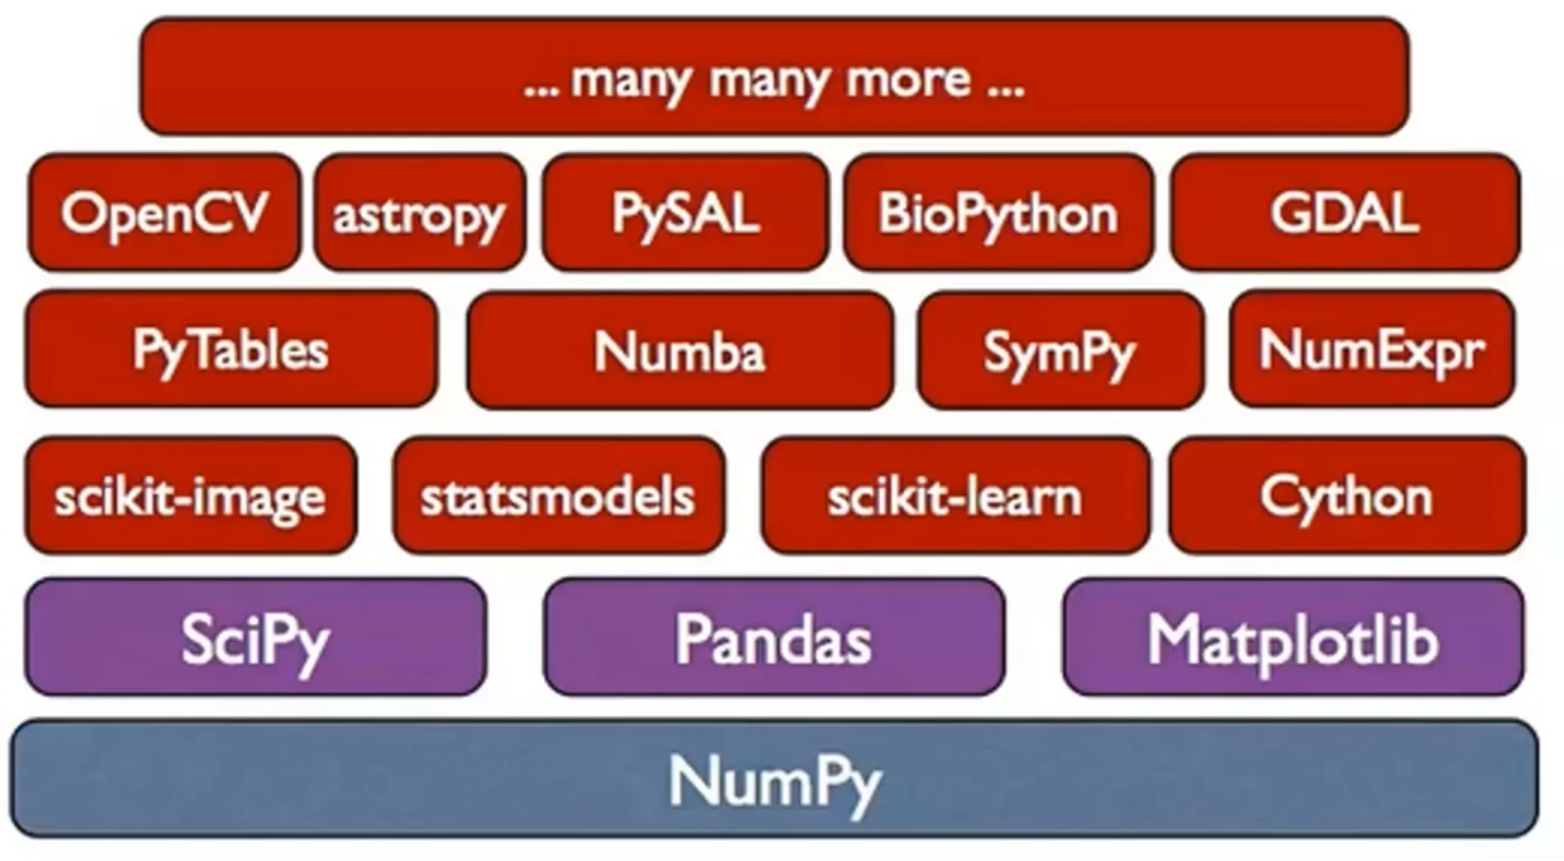 ... many many more ...
OpenCV astropy PySAL BioPython GDAL
PyTables Numba SymPy NumExpr
scikit-image statsmodels scikit-learn Cython
SciPy Pandas Matplotlib
NumPy